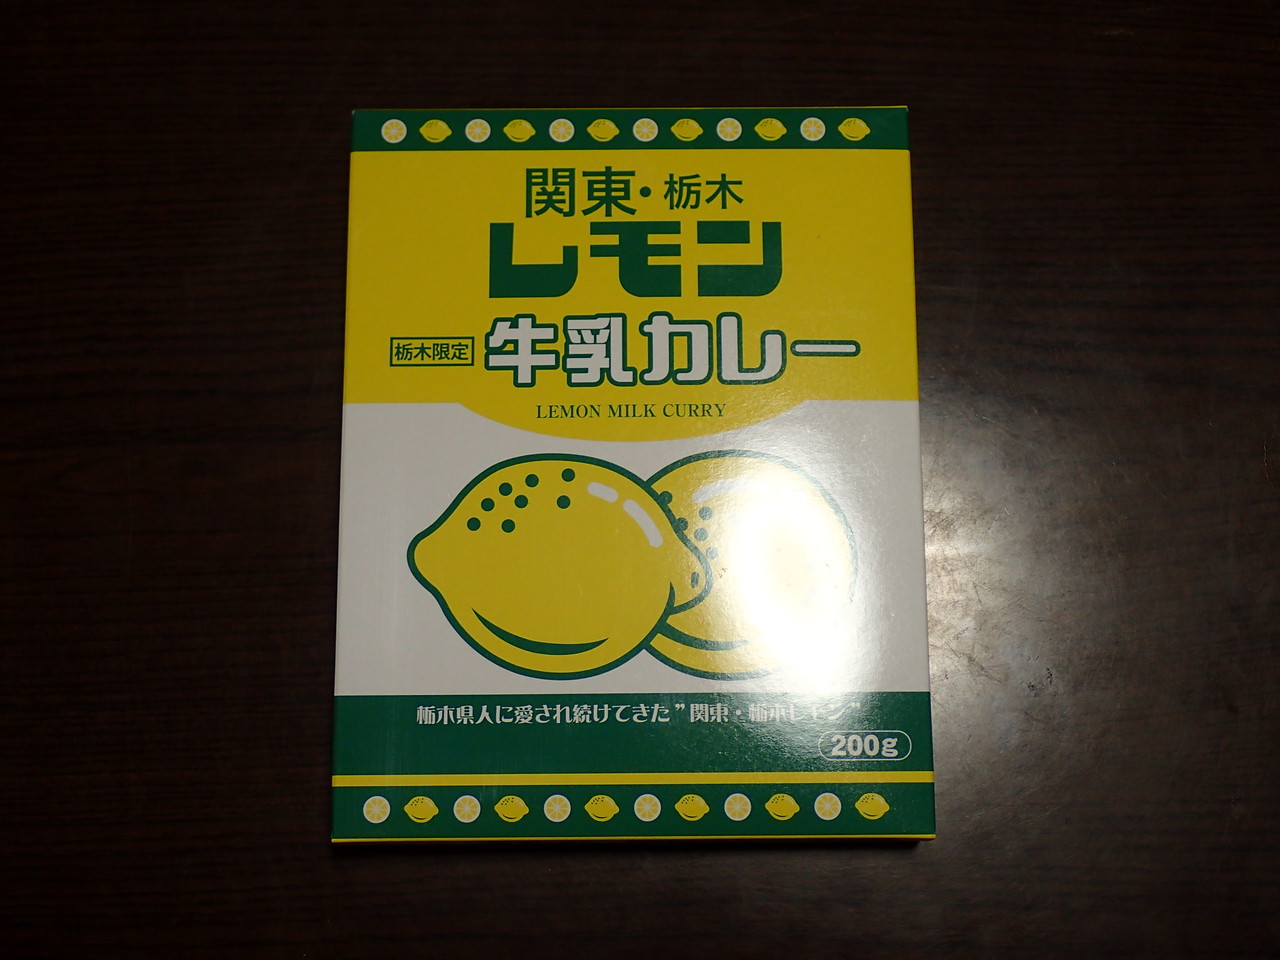 関東・栃木
レモン
栃木限定
牛乳カレー
LEMON MILK CURRY
栃木県人に愛され続けてきた”関東・栃木レモン”
200g